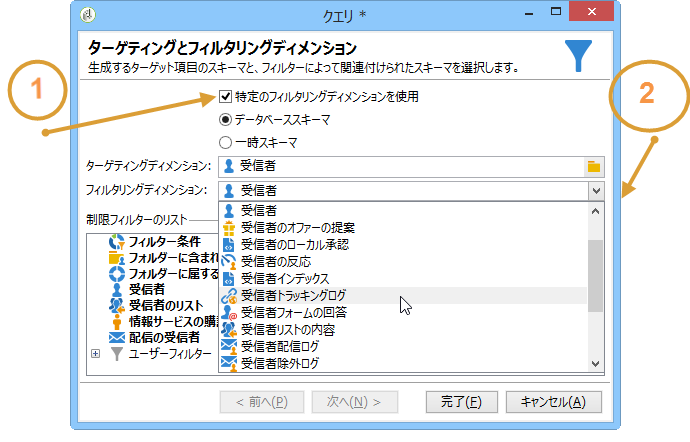 クエリ *
ターゲティングとフィルタリングディメンション
生成するターゲット項目のスキーマと、フィルターによって関連付けられたスキーマを選択します。
1
2
特定のフィルタリングディメンションを使用
データベーススキーマ
一時スキーマ
ターゲティングディメンション: 受信者
フィルタリングディメンション: 受信者
制限フィルターのリスト
フィルター条件
フォルダーに含まれ
フォルダーに属する
受信者
受信者のリスト
情報サービスの購
配信の受信者
ユーザーフィルター
受信者
受信者のオファーの提案
受信者のローカル承認
受信者の反応
受信者インデックス
受信者トラッキングログ
受信者フォームの回答
受信者リストの内容
受信者配信ログ
受信者除外ログ
< 前へ(P)
次へ(N) >
完了(F)
キャンセル(A)